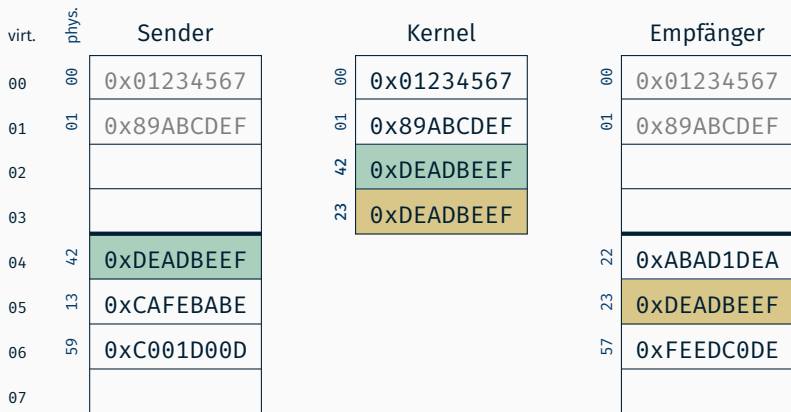 virt. phys. Sender Kernel Empfänger
00 00 0x01234567 00 0x01234567 00 0x01234567
01 01 0x89ABCDEF 01 0x89ABCDEF 01 0x89ABCDEF
02 42 0xDEADBEEF
03 23 0xDEADBEEF
04 42 0xDEADBEEF 22 0xABAD1DEA
05 13 0xCAFEBABE 23 0xDEADBEEF
06 59 0xC001D00D 57 0xFEEDC0DE
07